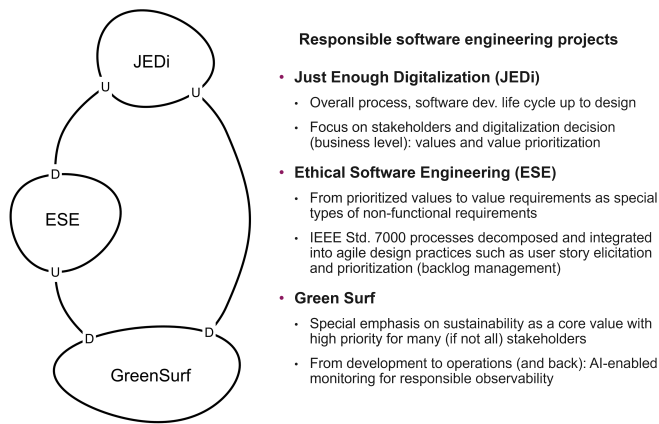 JEDi
U
U
D
ESE
U
D
D
GreenSurf
Responsible software engineering projects
• Just Enough Digitalization (JEDi)
• Overall process, software dev. life cycle up to design
• Focus on stakeholders and digitalization decision
(business level): values and value prioritization
• Ethical Software Engineering (ESE)
• From prioritized values to value requirements as special
types of non-functional requirements
• IEEE Std. 7000 processes decomposed and integrated
into agile design practices such as user story elicitation
and prioritization (backlog management)
• Green Surf
• Special emphasis on sustainability as a core value with
high priority for many (if not all) stakeholders
• From development to operations (and back): AI-enabled
monitoring for responsible observability